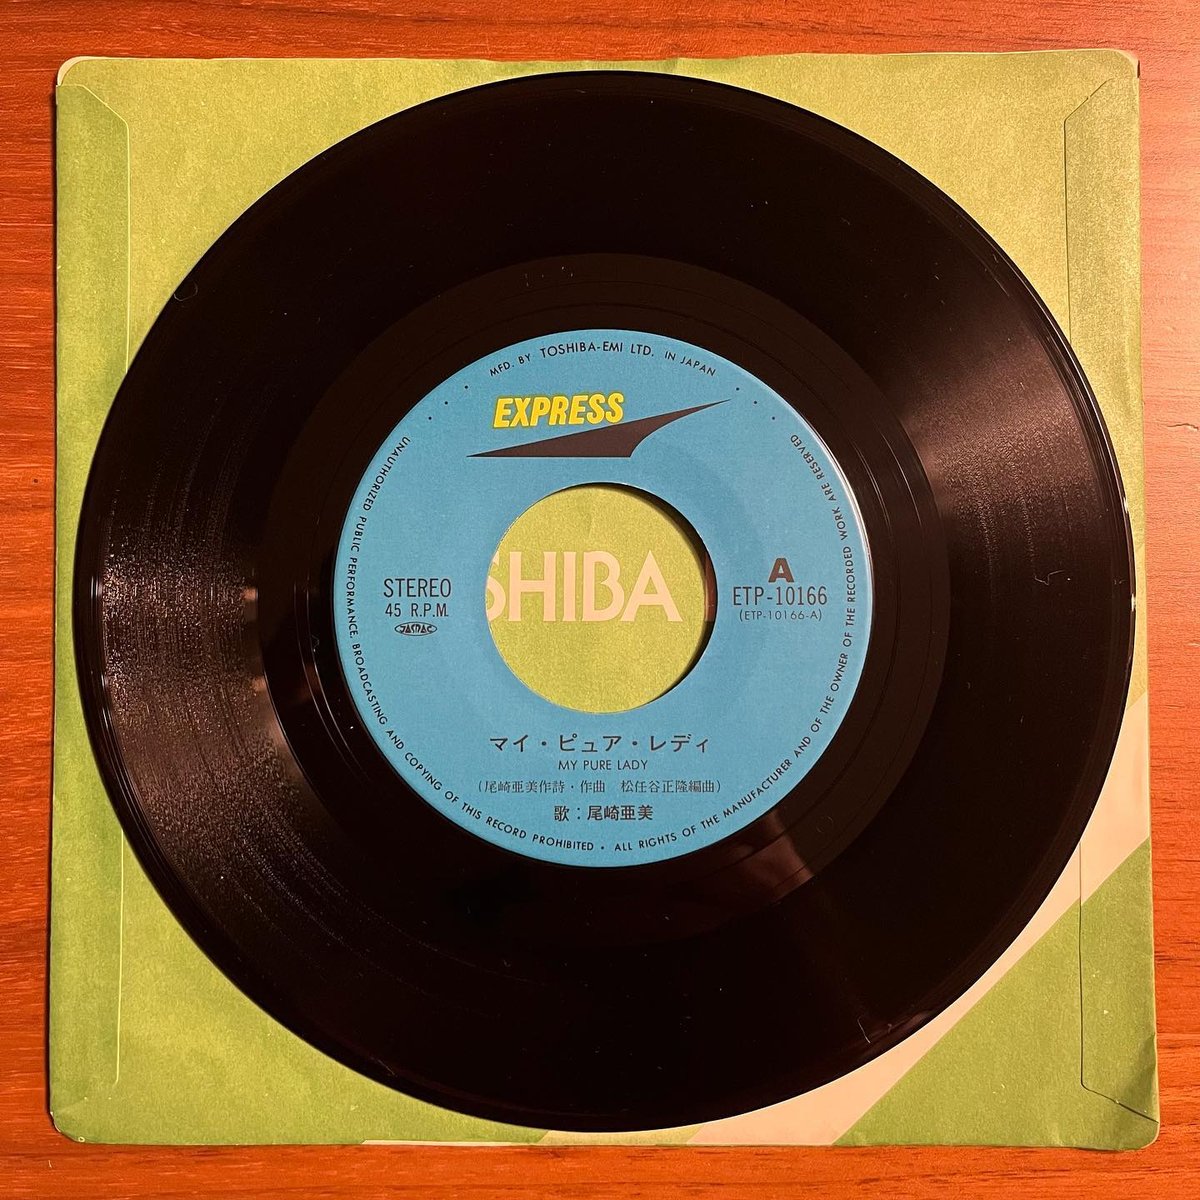 MFD. BY TOSHIBA-EMI LTD. IN JAPAN
EXPRESS
STEREO
45 R.P.M.
JASRAC
SHIBA
A
ETP-10166
(ETP-10166-A)
マイ・ピュア・レディ
MY PURE LADY
(尾崎亜美作詩・作曲 松任谷正隆編曲)
歌：尾崎亜美
UNAUTHORIZED PUBLIC PERFORMANCE, BROADCASTING AND COPYING OF THIS RECORD PROHIBITED • ALL RIGHTS OF THE MANUFACTURER AND OF THE OWNER OF THE RECORDED WORK ARE RESERVED